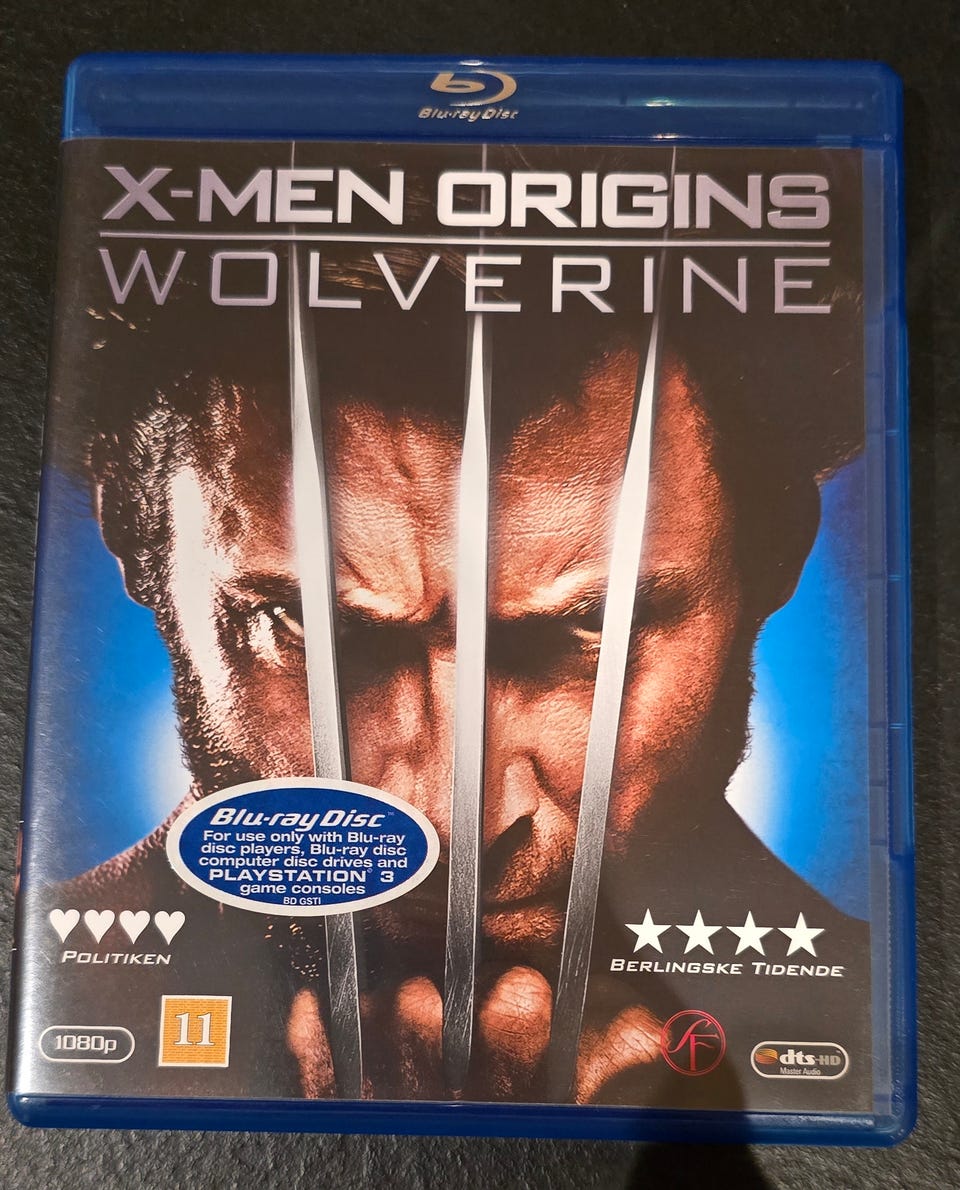 Blu-ray Disc
X-MEN ORIGINS
WOLVERINE
Blu-ray Disc™
For use only with Blu-ray
disc players, Blu-ray disc
computer disc drives and
PLAYSTATION® 3
game consoles
BD GSTI
POLITIKEN
BERLINGSKE TIDENDE
1080p
11
SF
dts-HD
Master Audio